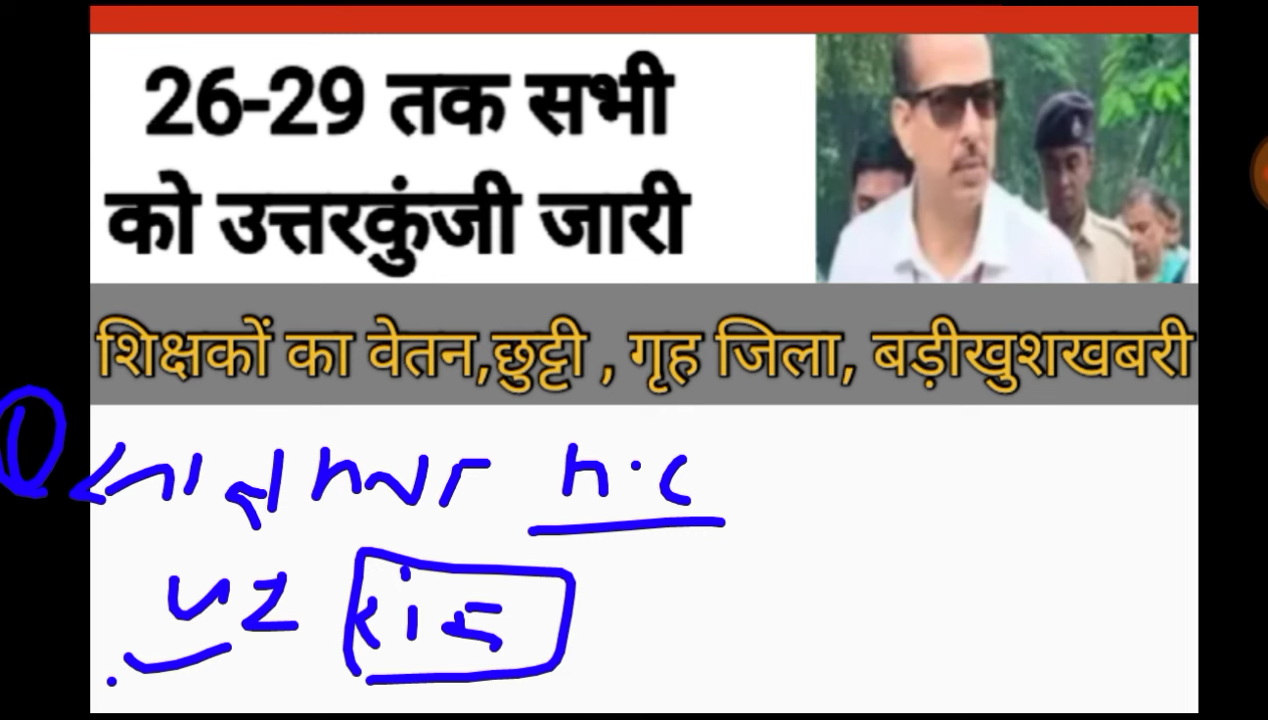 26-29 तक सभी
को उत्तरकुंजी जारी
शिक्षकों का वेतन,छुट्टी , गृह जिला, बड़ीखुशखबरी